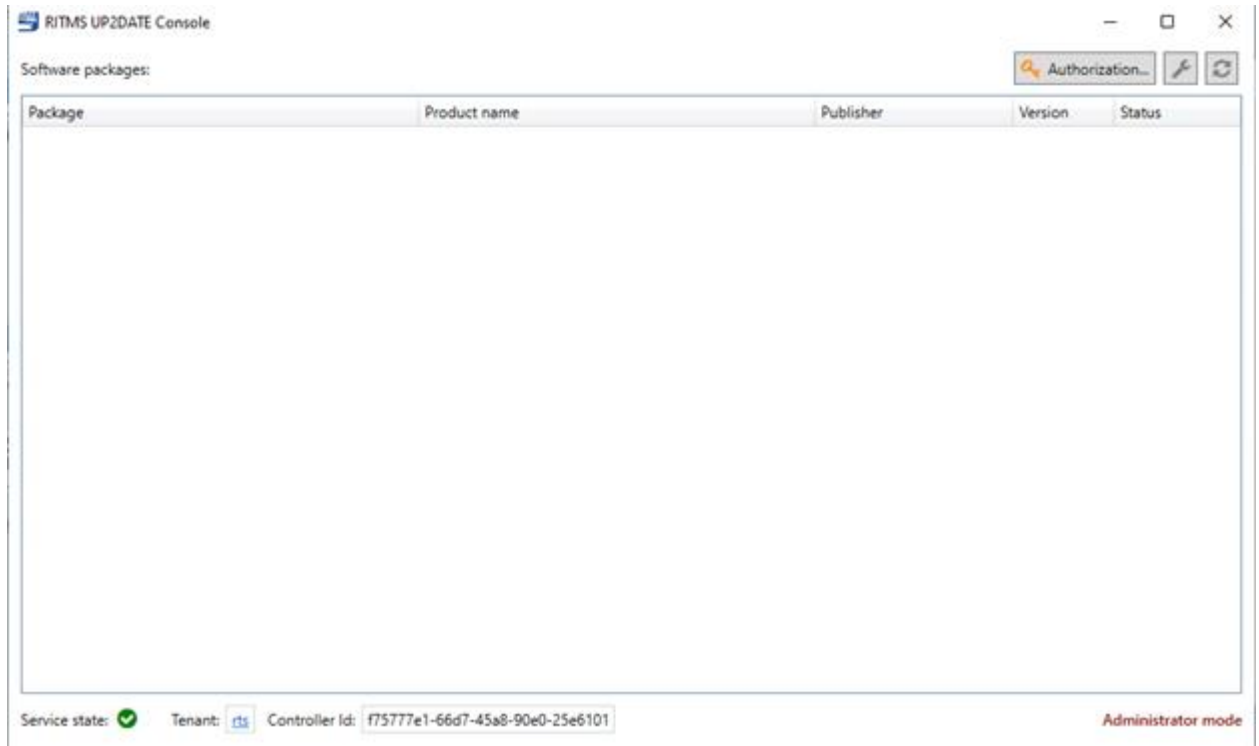 RITMS UP2DATE Console
Software packages: Authorization...
Package Product name Publisher Version Status
Service state: Tenant: rts Controller Id: f75777e1-66d7-45a8-90e0-25e6101 Administrator mode